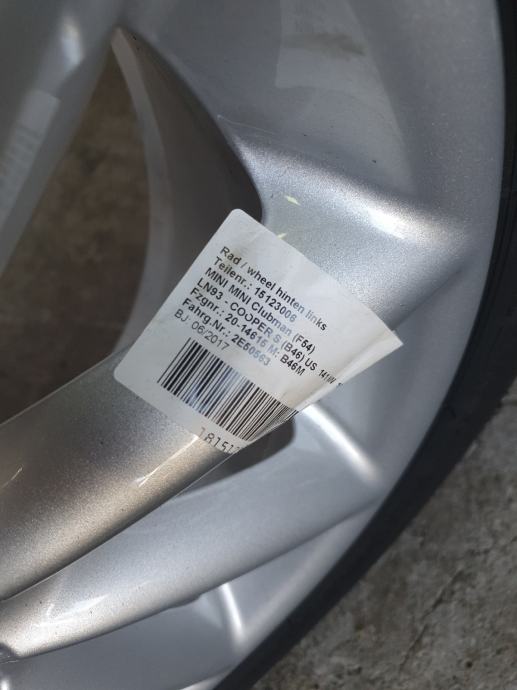 Rad / wheel hinten links
Teilenr.: 15123006
MINI MINI Clubman (F54)
LN93 - COOPER S (B46) US 141
Fzgnr.: 20-14615 M: B46M
Fahrg.Nr.: 2E50563
BJ: 06/2017